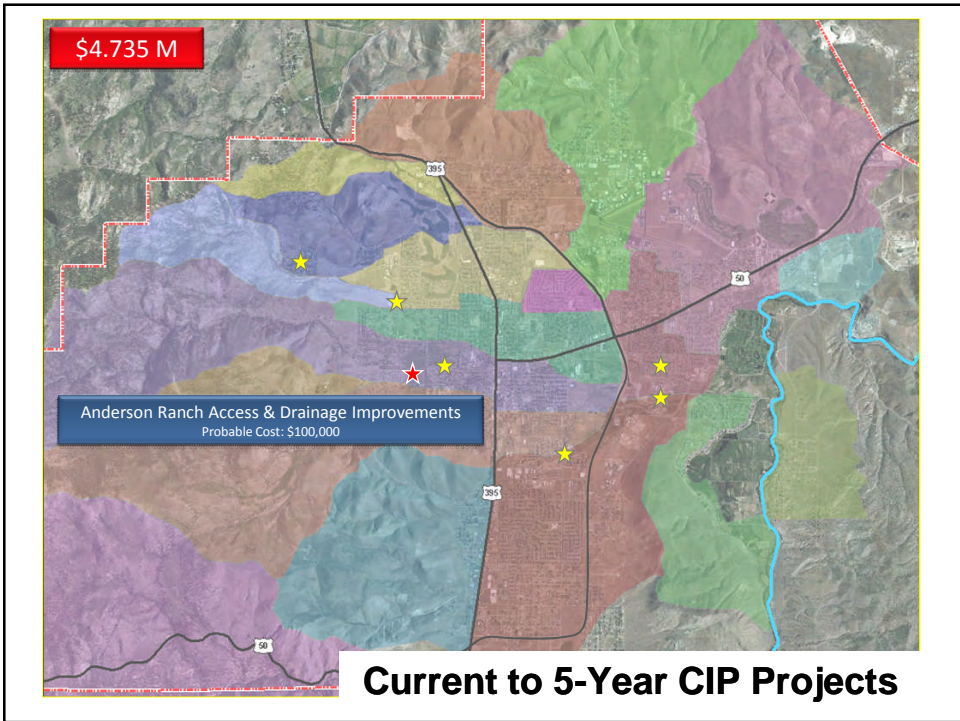 $4.735 M
395
50
Anderson Ranch Access & Drainage Improvements
Probable Cost: $100,000
395
50
Current to 5-Year CIP Projects